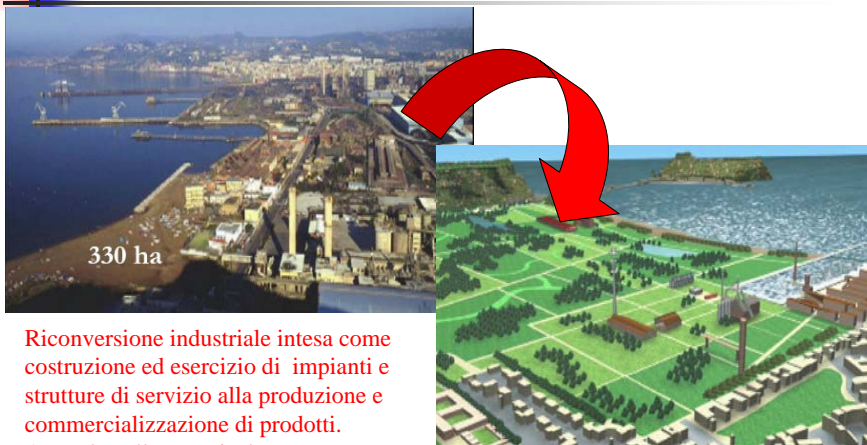 330 ha
Riconversione industriale intesa come
costruzione ed esercizio di impianti e
strutture di servizio alla produzione e
commercializzazione di prodotti.